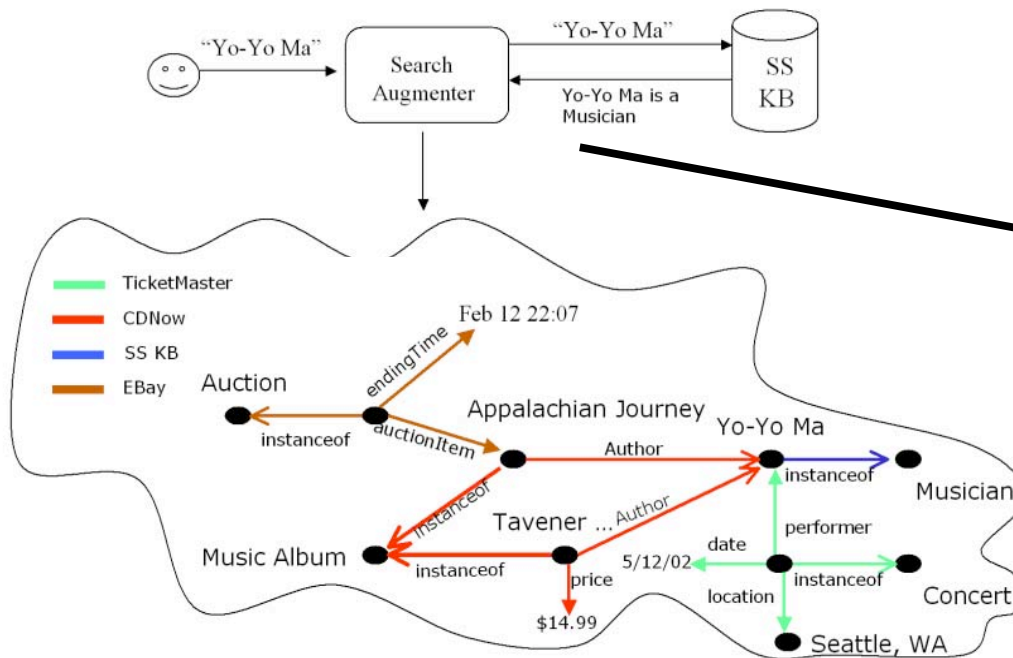 “Yo-Yo Ma”
“Yo-Yo Ma”
Search
Augmenter
SS
KB
Yo-Yo Ma is a
Musician
TicketMaster
CDNow
SS KB
EBay
Feb 12 22:07
endingTime
Auction
instanceof
auctionItem
Appalachian Journey
Yo-Yo Ma
Author
instanceof
Musician
instanceof
Tavener ...
Author
performer
Music Album
instanceof
price
$14.99
date
5/12/02
instanceof
location
Concert
Seattle, WA